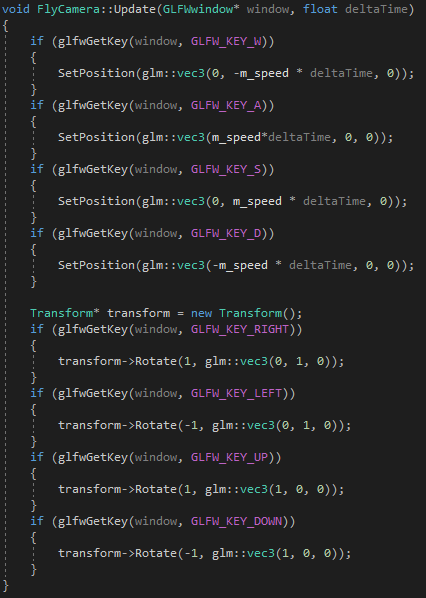 void FlyCamera::Update(GLFWwindow* window, float deltaTime)
{
    if (glfwGetKey(window, GLFW_KEY_W))
    {
        SetPosition(glm::vec3(0, -m_speed * deltaTime, 0));
    }
    if (glfwGetKey(window, GLFW_KEY_A))
    {
        SetPosition(glm::vec3(m_speed*deltaTime, 0, 0));
    }
    if (glfwGetKey(window, GLFW_KEY_S))
    {
        SetPosition(glm::vec3(0, m_speed * deltaTime, 0));
    }
    if (glfwGetKey(window, GLFW_KEY_D))
    {
        SetPosition(glm::vec3(-m_speed * deltaTime, 0, 0));
    }

    Transform* transform = new Transform();
    if (glfwGetKey(window, GLFW_KEY_RIGHT))
    {
        transform->Rotate(1, glm::vec3(0, 1, 0));
    }
    if (glfwGetKey(window, GLFW_KEY_LEFT))
    {
        transform->Rotate(-1, glm::vec3(0, 1, 0));
    }
    if (glfwGetKey(window, GLFW_KEY_UP))
    {
        transform->Rotate(1, glm::vec3(1, 0, 0));
    }
    if (glfwGetKey(window, GLFW_KEY_DOWN))
    {
        transform->Rotate(-1, glm::vec3(1, 0, 0));
    }
}